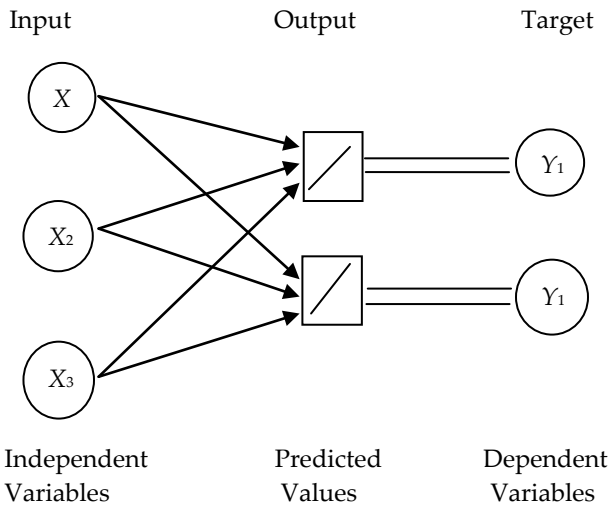 Input Output Target
X
Y₁
X₂
Y₁
X₃
Independent Predicted Dependent
Variables Values Variables